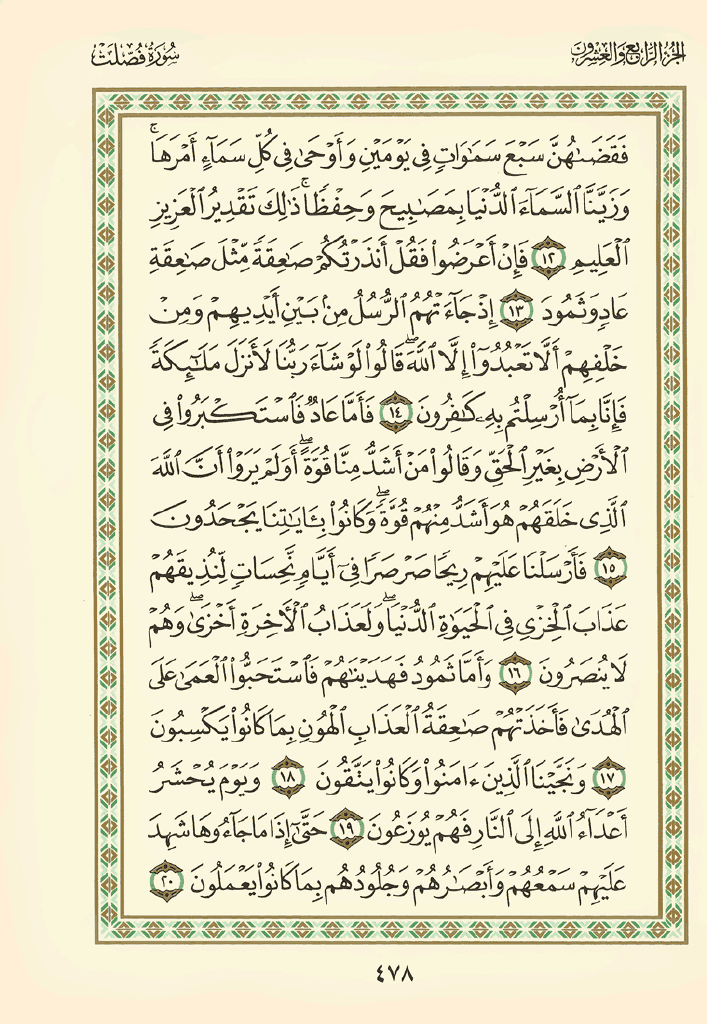 الجزء الرابع والعشرون
سورة فصلت
فَقَضَىٰهُنَّ سَبْعَ سَمَٰوَاتٍ فِى يَوْمَيْنِ وَأَوْحَىٰ فِى كُلِّ سَمَآءٍ أَمْرَهَا ۚ
وَزَيَّنَّا ٱلسَّمَآءَ ٱلدُّنْيَا بِمَصَٰبِيحَ وَحِفْظًا ۚ ذَٰلِكَ تَقْدِيرُ ٱلْعَزِيزِ
ٱلْعَلِيمِ ١٢ فَإِنْ أَعْرَضُوا۟ فَقُلْ أَنذَرْتُكُمْ صَٰعِقَةً مِّثْلَ صَٰعِقَةِ
عَادٍ وَثَمُودَ ١٣ إِذْ جَآءَتْهُمُ ٱلرُّسُلُ مِنۢ بَيْنِ أَيْدِيهِمْ وَمِنْ
خَلْفِهِمْ أَلَّا تَعْبُدُوٓا۟ إِلَّا ٱللَّهَ ۖ قَالُوا۟ لَوْ شَآءَ رَبُّنَا لَأَنزَلَ مَلَٰٓئِكَةً
فَإِنَّا بِمَآ أُرْسِلْتُم بِهِۦ كَٰفِرُونَ ١٤ فَأَمَّا عَادٌ فَٱسْتَكْبَرُوا۟ فِى
ٱلْأَرْضِ بِغَيْرِ ٱلْحَقِّ وَقَالُوا۟ مَنْ أَشَدُّ مِنَّا قُوَّةً ۖ أَوَلَمْ يَرَوْا۟ أَنَّ ٱللَّهَ
ٱلَّذِى خَلَقَهُمْ هُوَ أَشَدُّ مِنْهُمْ قُوَّةً ۖ وَكَانُوا۟ بِـَٔايَٰتِنَا يَجْحَدُونَ
١٥ فَأَرْسَلْنَا عَلَيْهِمْ رِيحًا صَرْصَرًا فِىٓ أَيَّامٍ نَّحِسَاتٍ لِّنُذِيقَهُمْ
عَذَابَ ٱلْخِزْىِ فِى ٱلْحَيَوٰةِ ٱلدُّنْيَا ۖ وَلَعَذَابُ ٱلْـَٔاخِرَةِ أَخْزَىٰ ۖ وَهُمْ
لَا يُنصَرُونَ ١٦ وَأَمَّا ثَمُودُ فَهَدَيْنَٰهُمْ فَٱسْتَحَبُّوا۟ ٱلْعَمَىٰ عَلَى
ٱلْهُدَىٰ فَأَخَذَتْهُمْ صَٰعِقَةُ ٱلْعَذَابِ ٱلْهُونِ بِمَا كَانُوا۟ يَكْسِبُونَ
١٧ وَنَجَّيْنَا ٱلَّذِينَ ءَامَنُوا۟ وَكَانُوا۟ يَتَّقُونَ ١٨ وَيَوْمَ يُحْشَرُ
أَعْدَآءُ ٱللَّهِ إِلَى ٱلنَّارِ فَهُمْ يُوزَعُونَ ١٩ حَتَّىٰٓ إِذَا مَا جَآءُوهَا شَهِدَ
عَلَيْهِمْ سَمْعُهُمْ وَأَبْصَٰرُهُمْ وَجُلُودُهُم بِمَا كَانُوا۟ يَعْمَلُونَ ٢٠
٤٧٨